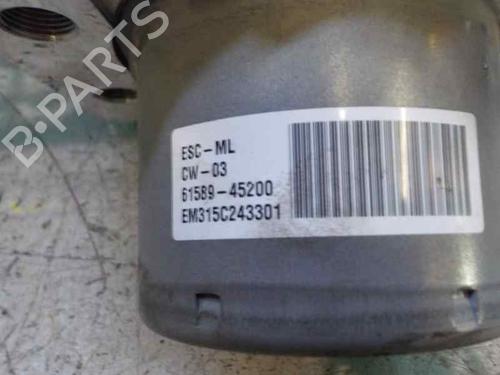 B-PARTS
ESC-ML
CW-03
61589-45200
EM315C243301